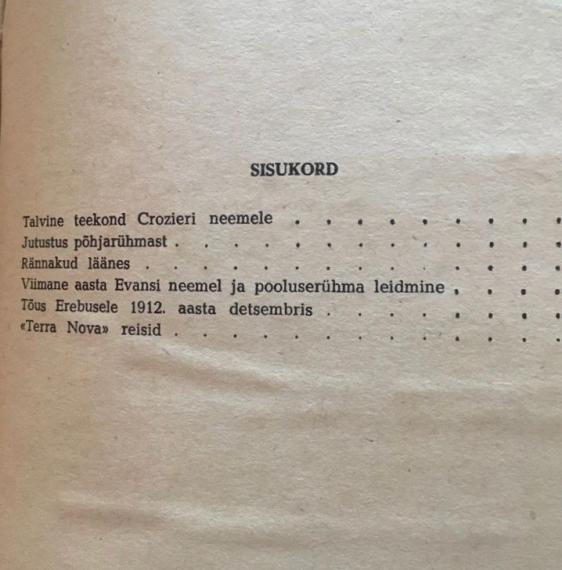 SISUKORD
Talvine teekond Crozieri neemele . . . . . . . . .
Jutustus põhjarühmast . . . . . . . . . . . . .
Rännakud läänes . . . . . . . . . . . . . .
Viimane aasta Evansi neemel ja pooluserühma leidmine . . . .
Tõus Erebusele 1912. aasta detsembris . . . . . . . .
«Terra Nova» reisid . . . . . . . . . . . . .